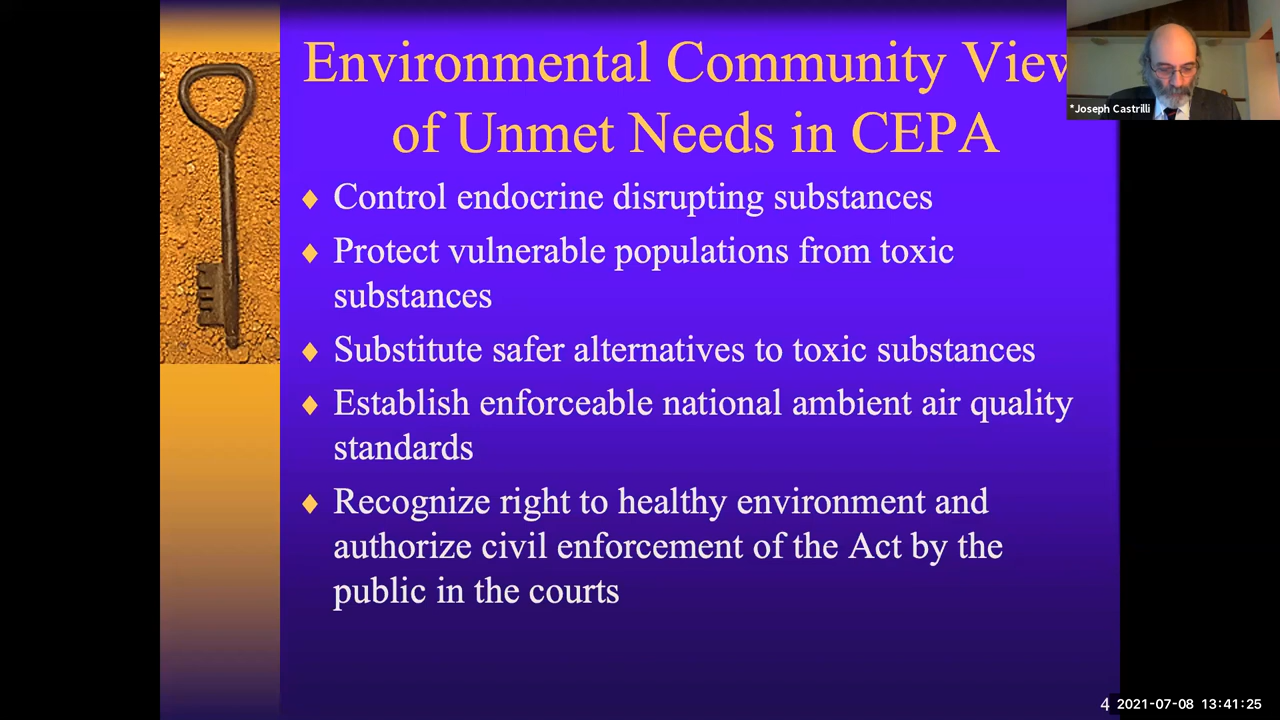 Environmental Community View
of Unmet Needs in CEPA
*Joseph Castrilli
Control endocrine disrupting substances
Protect vulnerable populations from toxic
substances
Substitute safer alternatives to toxic substances
Establish enforceable national ambient air quality
standards
Recognize right to healthy environment and
authorize civil enforcement of the Act by the
public in the courts
4
2021-07-08 13:41:25